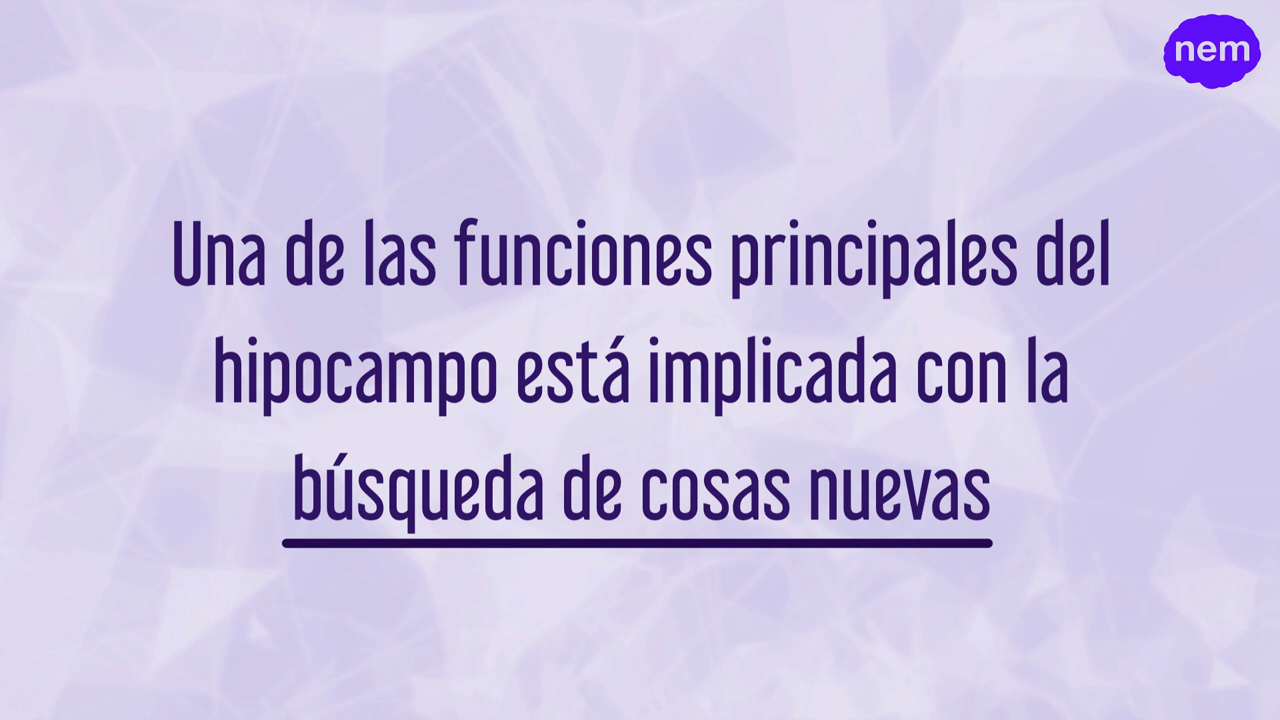 nem
Una de las funciones principales del
hipocampo está implicada con la
búsqueda de cosas nuevas